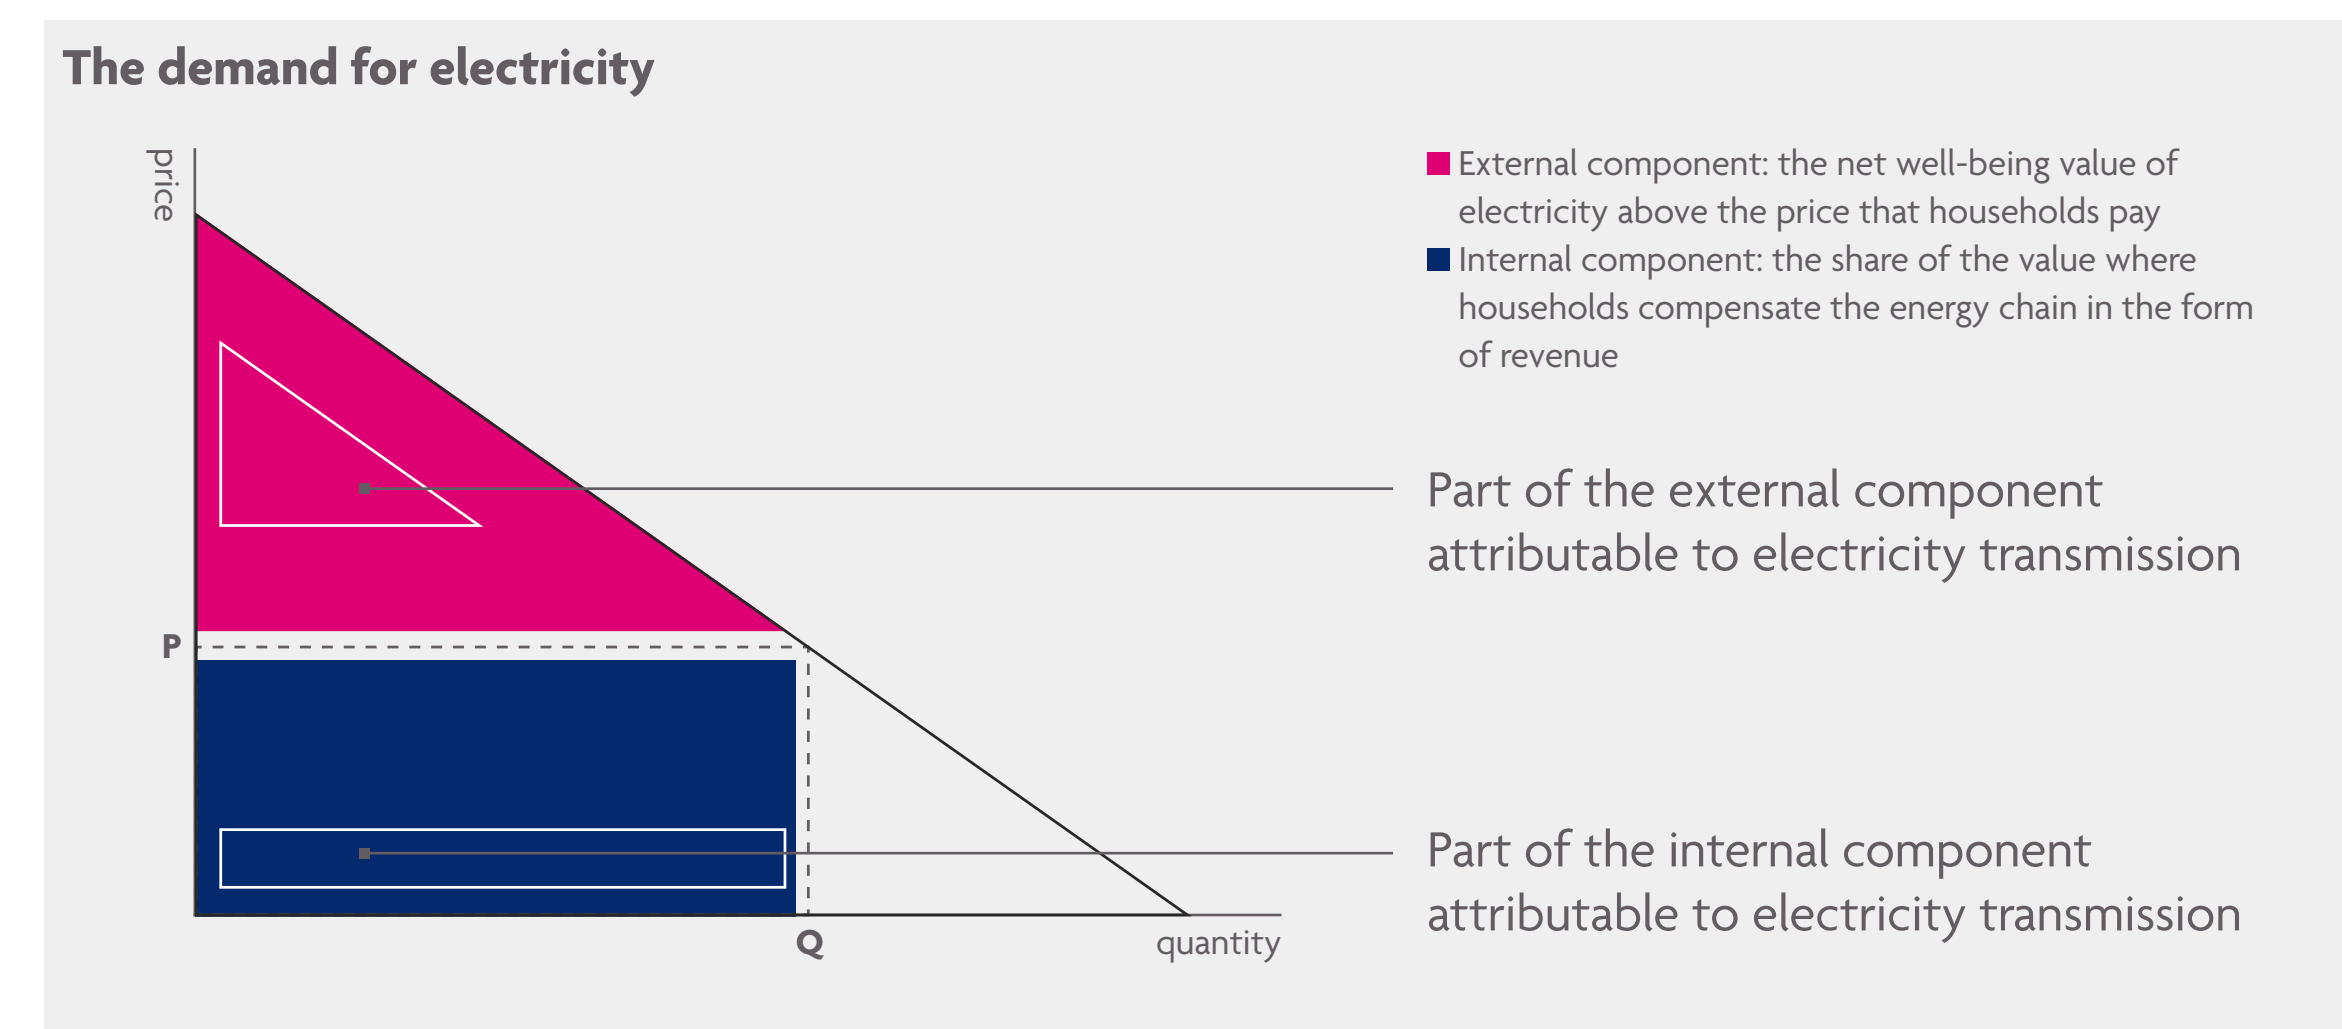 The demand for electricity
price
External component: the net well-being value of
electricity above the price that households pay
Internal component: the share of the value where
households compensate the energy chain in the form
of revenue
Part of the external component
attributable to electricity transmission
P
Part of the internal component
attributable to electricity transmission
Q
quantity